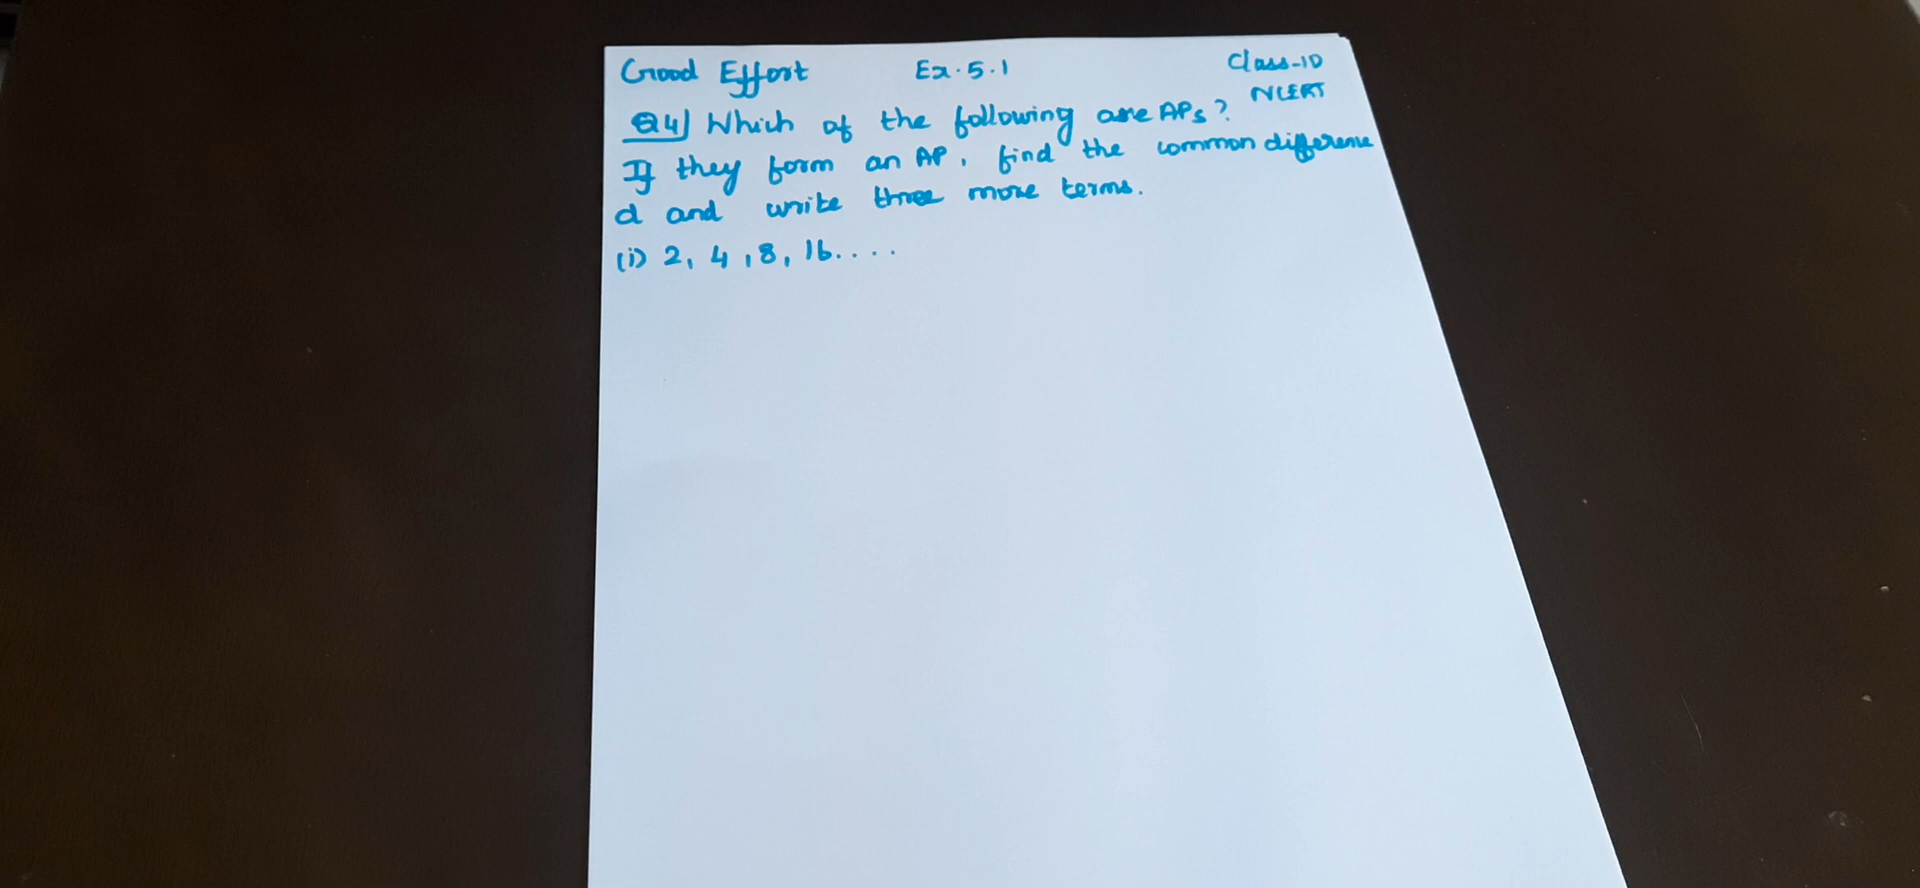 Good Effort Ex. 5.1 Class-10
NCERT
Q4) Which of the following are APs?
If they form an AP, find the common difference
d and write three more terms.
(i) 2, 4, 8, 16....